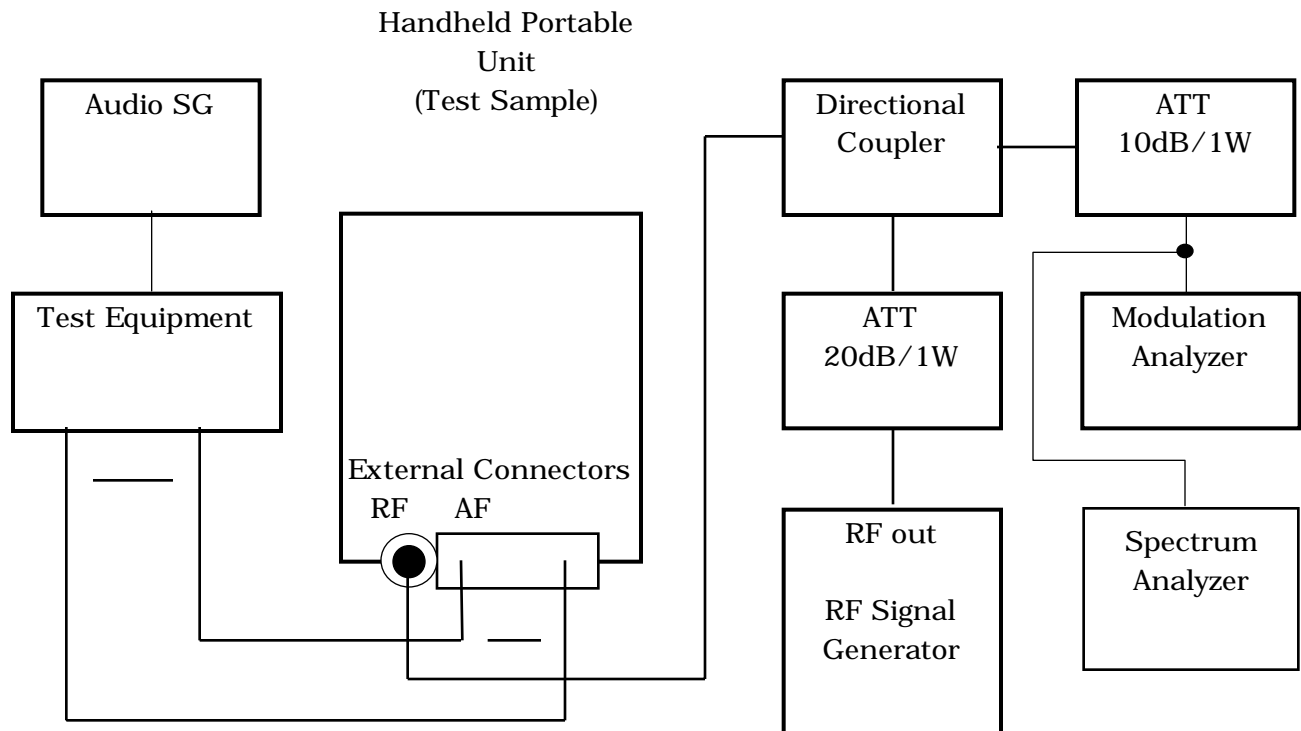 Handheld Portable
Unit
(Test Sample)
Audio SG
Directional
Coupler
ATT
10dB/1W
Test Equipment
ATT
20dB/1W
Modulation
Analyzer
External Connectors
RF AF
RF out
RF Signal
Generator
Spectrum
Analyzer